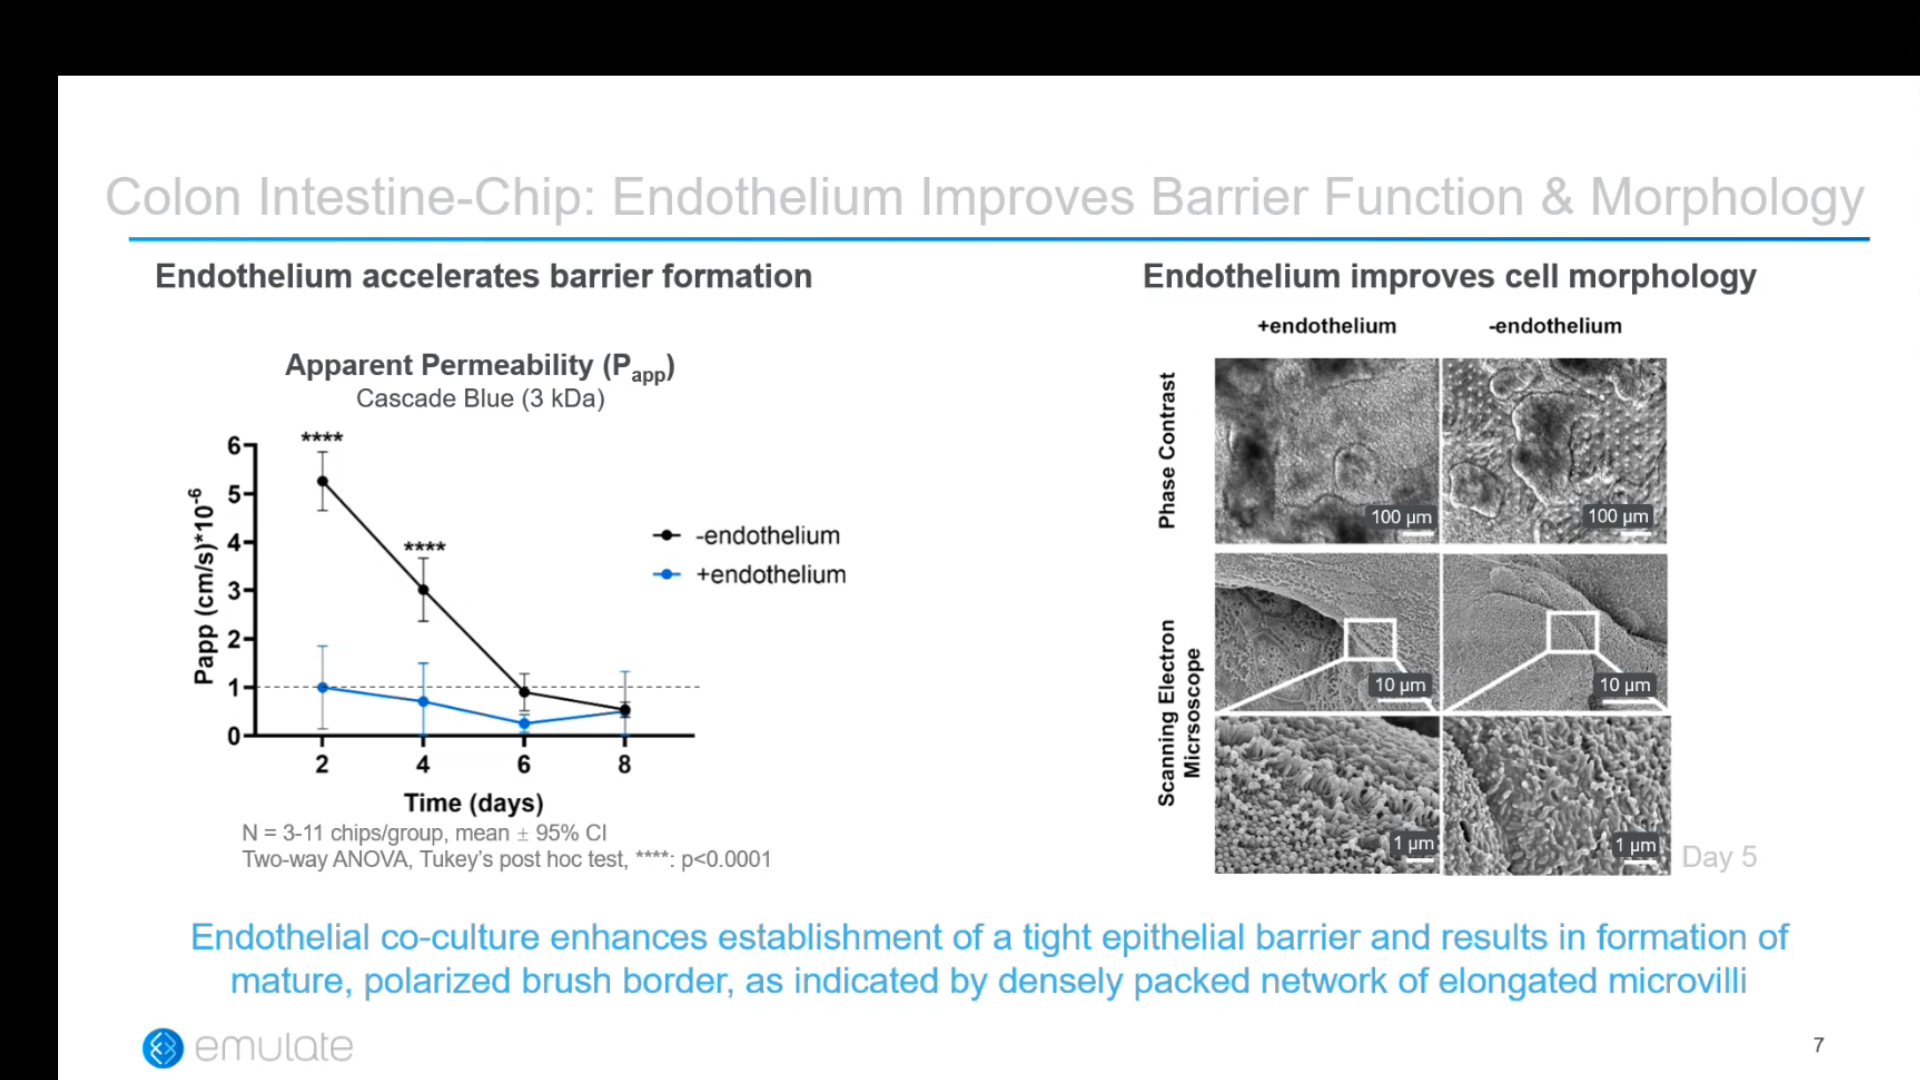 Colon Intestine-Chip: Endothelium Improves Barrier Function & Morphology
Endothelium accelerates barrier formation
Apparent Permeability (Papp)
Cascade Blue (3 kDa)
Papp (cm/s)*10-6
6
5
4
3
2
1
0
****
****
-endothelium
+endothelium
2 4 6 8
Time (days)
N = 3-11 chips/group, mean ± 95% CI
Two-way ANOVA, Tukey's post hoc test, ****: p<0.0001
Endothelium improves cell morphology
+endothelium -endothelium
Phase Contrast
100 µm 100 µm
Scanning Electron
Micrsoscope
10 µm 10 µm
1 µm 1 µm
Day 5
Endothelial co-culture enhances establishment of a tight epithelial barrier and results in formation of
mature, polarized brush border, as indicated by densely packed network of elongated microvilli
emulate
7